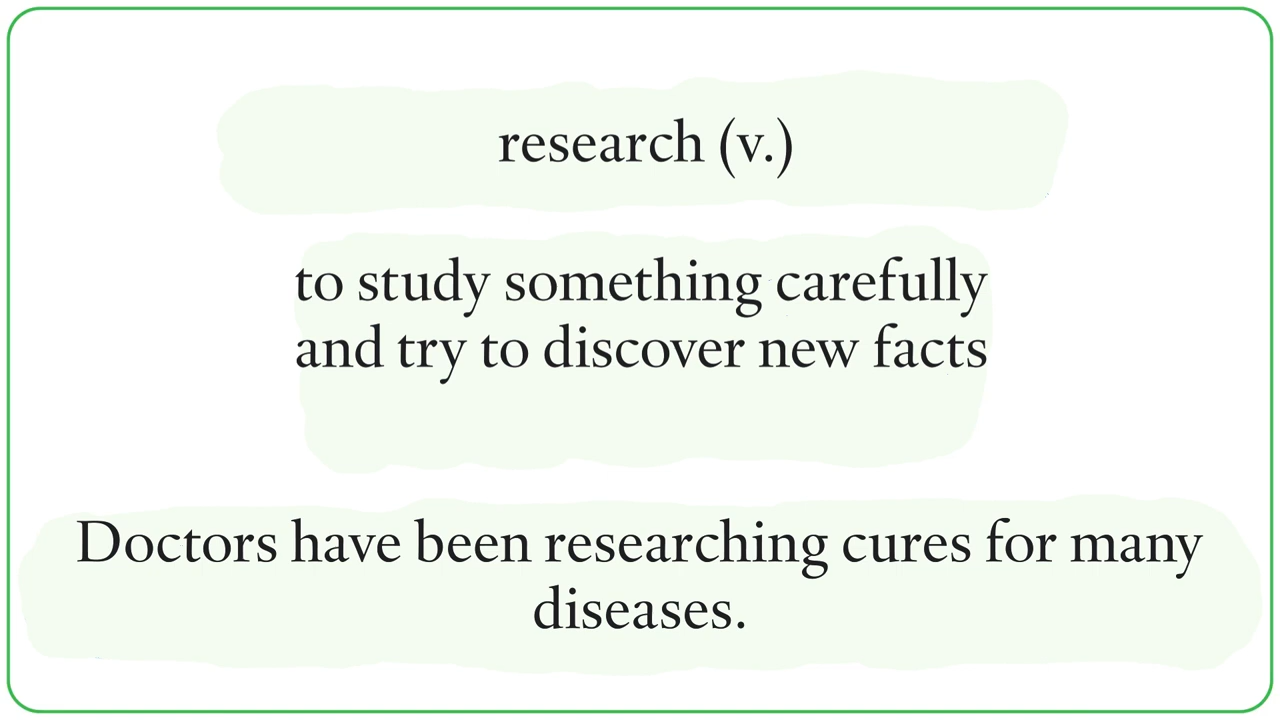 research (v.)
to study something carefully
and try to discover new facts
Doctors have been researching cures for many
diseases.